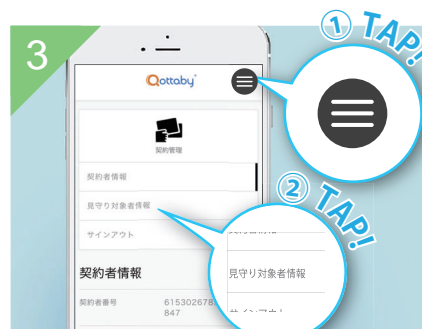 3
① TAP!
Qottaby
契約管理
契約者情報
見守り対象者情報
サインアウト
② TAP!
見守り対象者情報
契約者情報
契約者番号
615302678
847